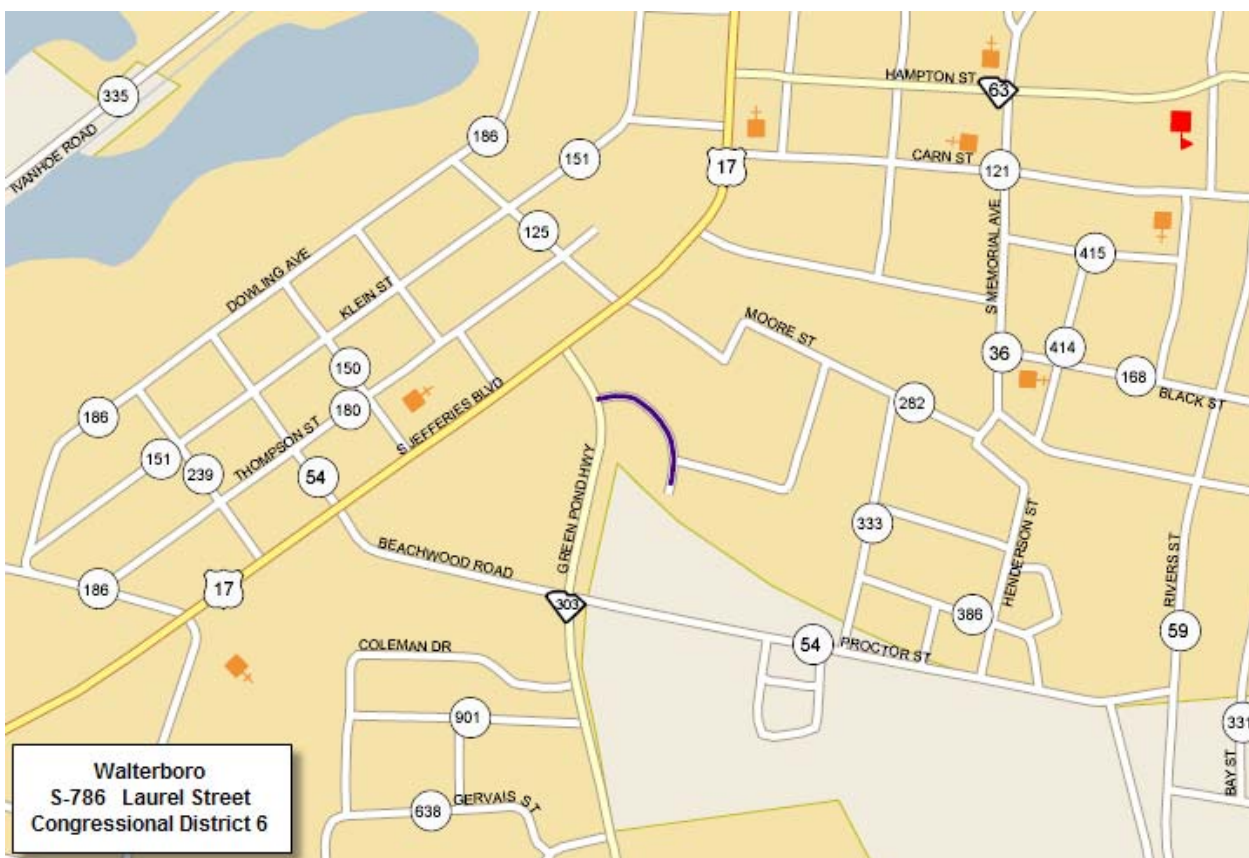 335
IVANHOE ROAD
186
151
17
HAMPTON ST
63
CARN ST
121
125
415
S MEMORIAL AVE
DOWLING AVE
KLEIN ST
MOORE ST
36
414
168
BLACK ST
150
180
282
186
151
239
THOMPSON ST
54
S JEFFERIES BLVD
GREEN POND HWY
333
HENDERSON ST
RIVERS ST
BEACHWOOD ROAD
186
17
303
386
59
54
PROCTOR ST
COLEMAN DR
901
331
BAY ST
638
GERVAIS ST
Walterboro
S-786 Laurel Street
Congressional District 6